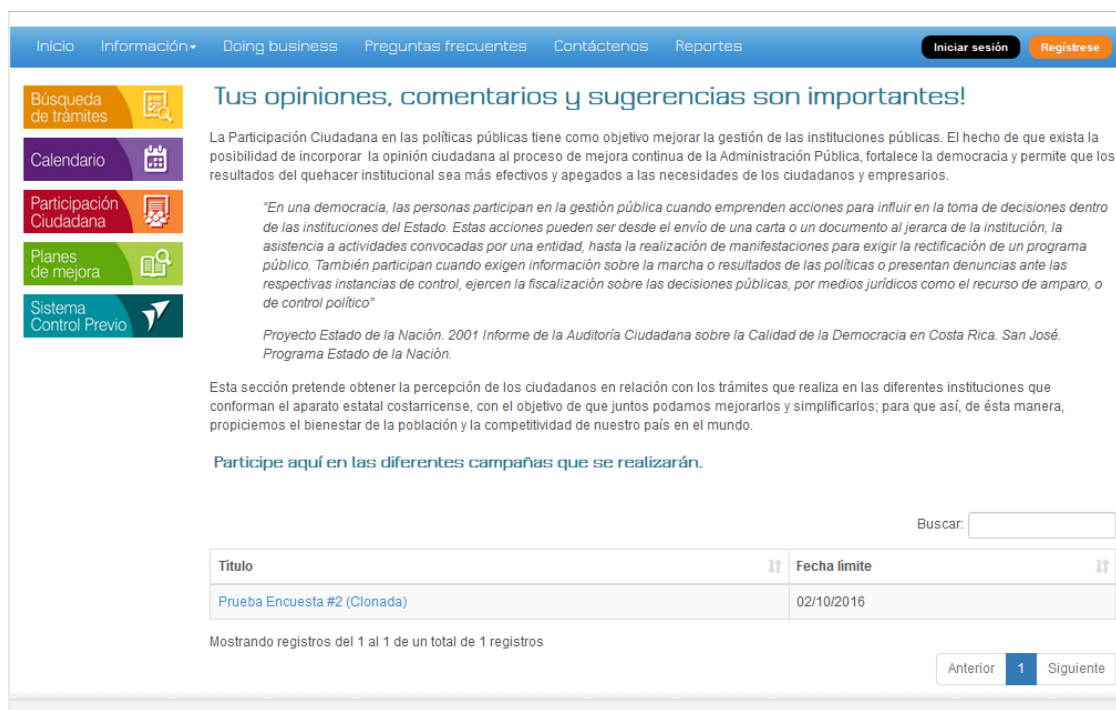 Inicio Información Doing business Preguntas frecuentes Contáctenos Reportes Iniciar sesión Regístrese
Búsqueda
de trámites
Calendario
Participación
Ciudadana
Planes
de mejora
Sistema
Control Previo
Tus opiniones, comentarios y sugerencias son importantes!
La Participación Ciudadana en las políticas públicas tiene como objetivo mejorar la gestión de las instituciones públicas. El hecho de que exista la
posibilidad de incorporar la opinión ciudadana al proceso de mejora continua de la Administración Pública, fortalece la democracia y permite que los
resultados del quehacer institucional sea más efectivos y apegados a las necesidades de los ciudadanos y empresarios.
"En una democracia, las personas participan en la gestión pública cuando emprenden acciones para influir en la toma de decisiones dentro
de las instituciones del Estado. Estas acciones pueden ser desde el envío de una carta o un documento al jerarca de la institución, la
asistencia a actividades convocadas por una entidad, hasta la realización de manifestaciones para exigir la rectificación de un programa
público. También participan cuando exigen información sobre la marcha o resultados de las políticas o presentan denuncias ante las
respectivas instancias de control, ejercen la fiscalización sobre las decisiones públicas, por medios jurídicos como el recurso de amparo, o
de control político"
Proyecto Estado de la Nación. 2001 Informe de la Auditoría Ciudadana sobre la Calidad de la Democracia en Costa Rica. San José.
Programa Estado de la Nación.
Esta sección pretende obtener la percepción de los ciudadanos en relación con los trámites que realiza en las diferentes instituciones que
conforman el aparato estatal costarricense, con el objetivo de que juntos podamos mejorarlos y simplificarlos; para que así, de ésta manera,
propiciemos el bienestar de la población y la competitividad de nuestro país en el mundo.
Participe aquí en las diferentes campañas que se realizarán.
Buscar:
Título Fecha límite
Prueba Encuesta #2 (Clonada) 02/10/2016
Mostrando registros del 1 al 1 de un total de 1 registros
Anterior 1 Siguiente